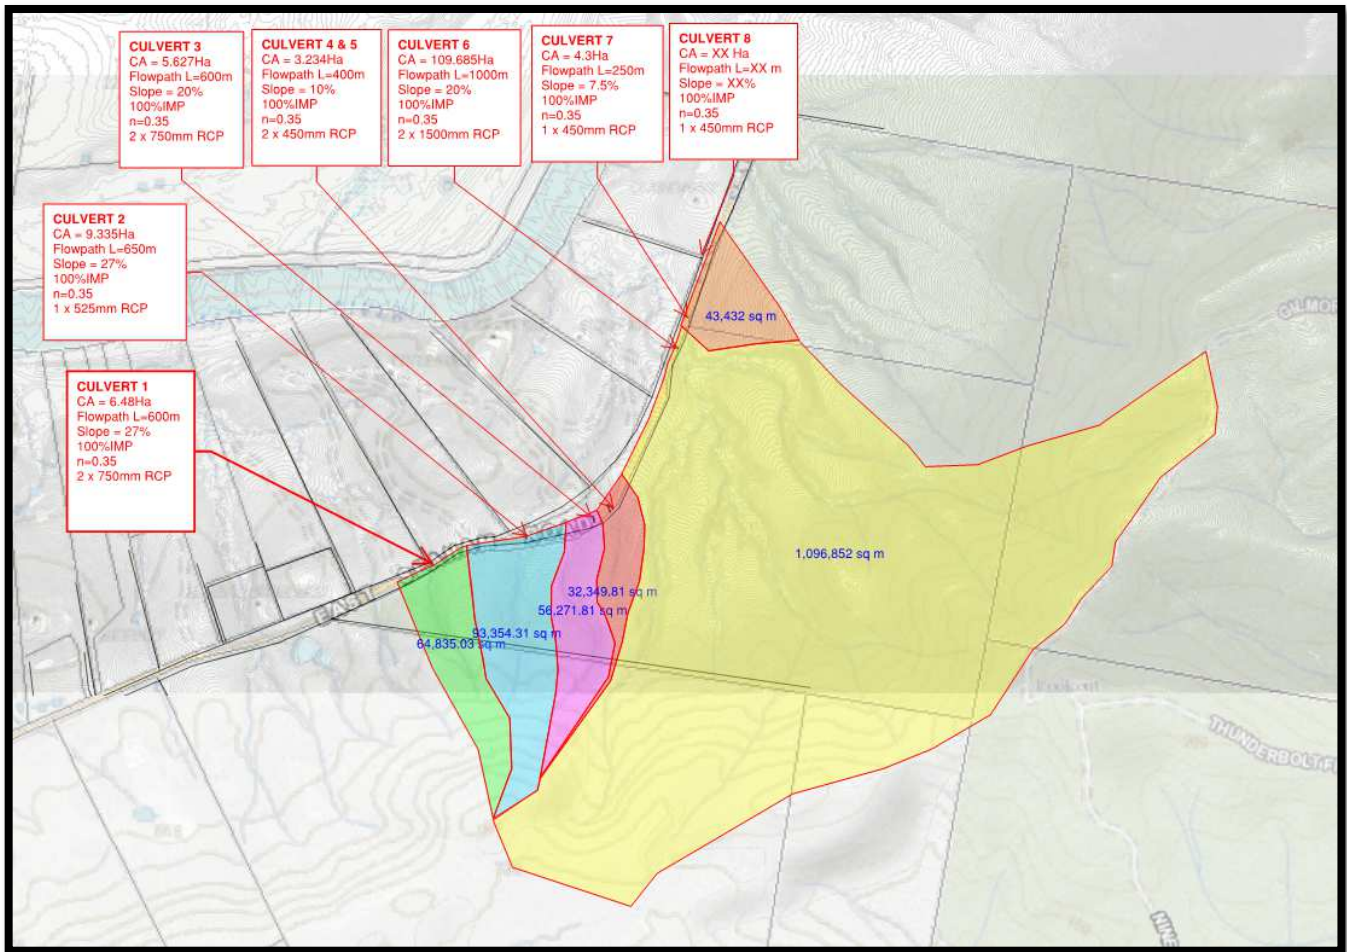 CULVERT 3
CA = 5.627Ha
Flowpath L=600m
Slope = 20%
100%IMP
n=0.35
2 x 750mm RCP
CULVERT 4 & 5
CA = 3.234Ha
Flowpath L=400m
Slope = 10%
100%IMP
n=0.35
2 x 450mm RCP
CULVERT 6
CA = 109.685Ha
Flowpath L=1000m
Slope = 20%
100%IMP
n=0.35
2 x 1500mm RCP
CULVERT 7
CA = 4.3Ha
Flowpath L=250m
Slope = 7.5%
100%IMP
n=0.35
1 x 450mm RCP
CULVERT 8
CA = XX Ha
Flowpath L=XX m
Slope = XX%
100%IMP
n=0.35
1 x 450mm RCP
CULVERT 2
CA = 9.335Ha
Flowpath L=650m
Slope = 27%
100%IMP
n=0.35
1 x 525mm RCP
CULVERT 1
CA = 6.48Ha
Flowpath L=600m
Slope = 27%
100%IMP
n=0.35
2 x 750mm RCP
43,432 sq m
1,096,852 sq m
32,349.81 sq m
56,271.81 sq m
93,354.31 sq m
64,835.03 sq m
EAST
Lookout
THUNDERBOLT